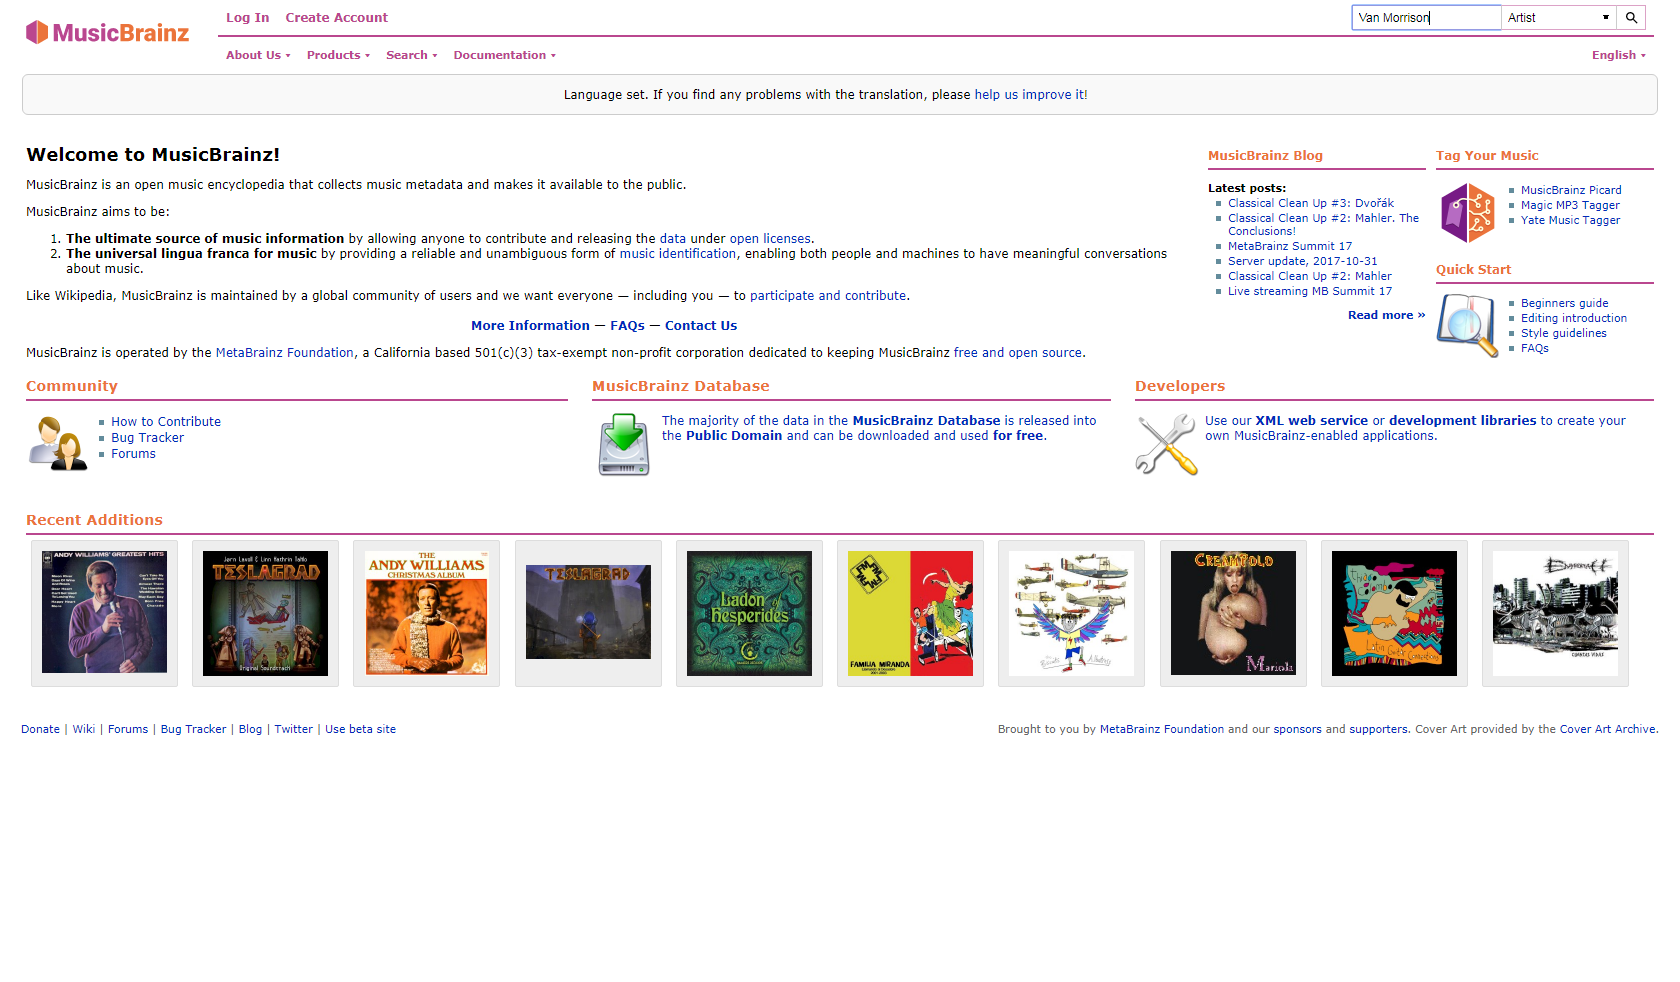 MusicBrainz
Log In Create Account
Van Morrison
Artist
About Us Products Search Documentation
English
Language set. If you find any problems with the translation, please help us improve it!
Welcome to MusicBrainz!
MusicBrainz is an open music encyclopedia that collects music metadata and makes it available to the public.
MusicBrainz aims to be:
1. The ultimate source of music information by allowing anyone to contribute and releasing the data under open licenses.
2. The universal lingua franca for music by providing a reliable and unambiguous form of music identification, enabling both people and machines to have meaningful conversations
about music.
Like Wikipedia, MusicBrainz is maintained by a global community of users and we want everyone — including you — to participate and contribute.
More Information — FAQs — Contact Us
MusicBrainz is operated by the MetaBrainz Foundation, a California based 501(c)(3) tax-exempt non-profit corporation dedicated to keeping MusicBrainz free and open source.
MusicBrainz Blog
Latest posts:
Classical Clean Up #3: Dvořák
Classical Clean Up #2: Mahler. The
Conclusions!
MetaBrainz Summit 17
Server update, 2017-10-31
Classical Clean Up #2: Mahler
Live streaming MB Summit 17
Read more »
Tag Your Music
MusicBrainz Picard
Magic MP3 Tagger
Yate Music Tagger
Quick Start
Beginners guide
Editing introduction
Style guidelines
FAQs
Community
How to Contribute
Bug Tracker
Forums
MusicBrainz Database
The majority of the data in the MusicBrainz Database is released into
the Public Domain and can be downloaded and used for free.
Developers
Use our XML web service or development libraries to create your
own MusicBrainz-enabled applications.
Recent Additions
ANDY WILLIAMS' GREATEST HITS
TESLAGRAD
Original Soundtrack
THE
ANDY WILLIAMS
CHRISTMAS ALBUM
TESLAGRAD
Ladon of
Hesperides
FAMILIA MIRANDA
CREAMPOLO
Mariola
Donate | Wiki | Forums | Bug Tracker | Blog | Twitter | Use beta site
Brought to you by MetaBrainz Foundation and our sponsors and supporters. Cover Art provided by the Cover Art Archive.